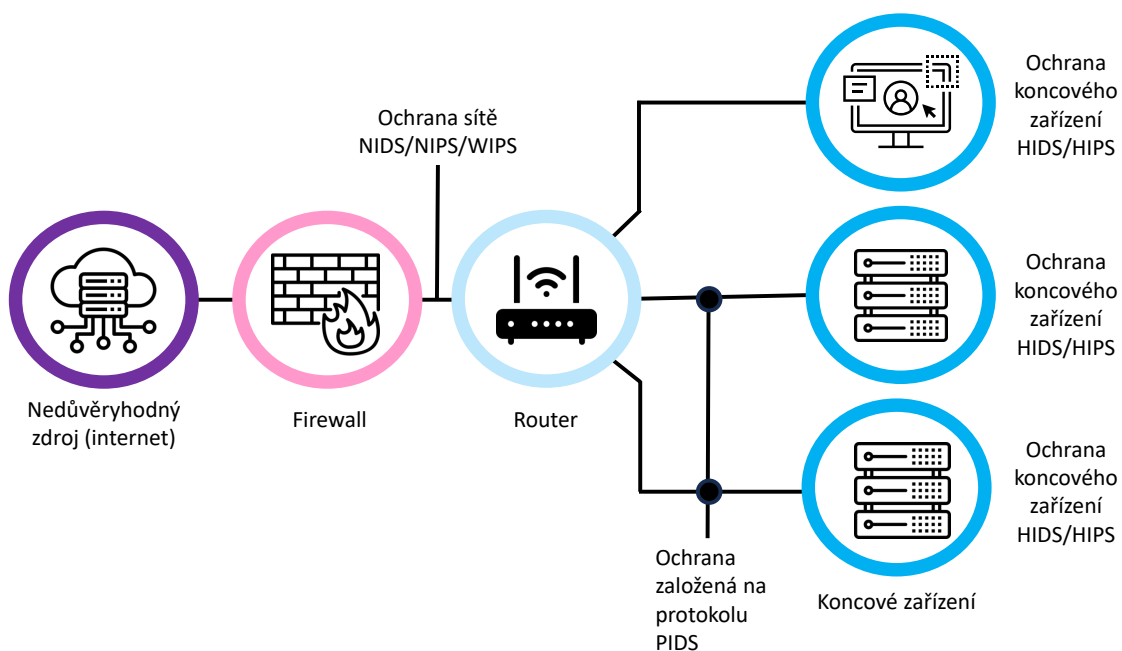 Ochrana sítě
NIDS/NIPS/WIPS
Ochrana
koncového
zařízení
HIDS/HIPS
Ochrana
koncového
zařízení
HIDS/HIPS
Nedůvěryhodný
zdroj (internet)
Firewall
Router
Ochrana
koncového
zařízení
HIDS/HIPS
Ochrana
založená na
protokolu
PIDS
Koncové zařízení